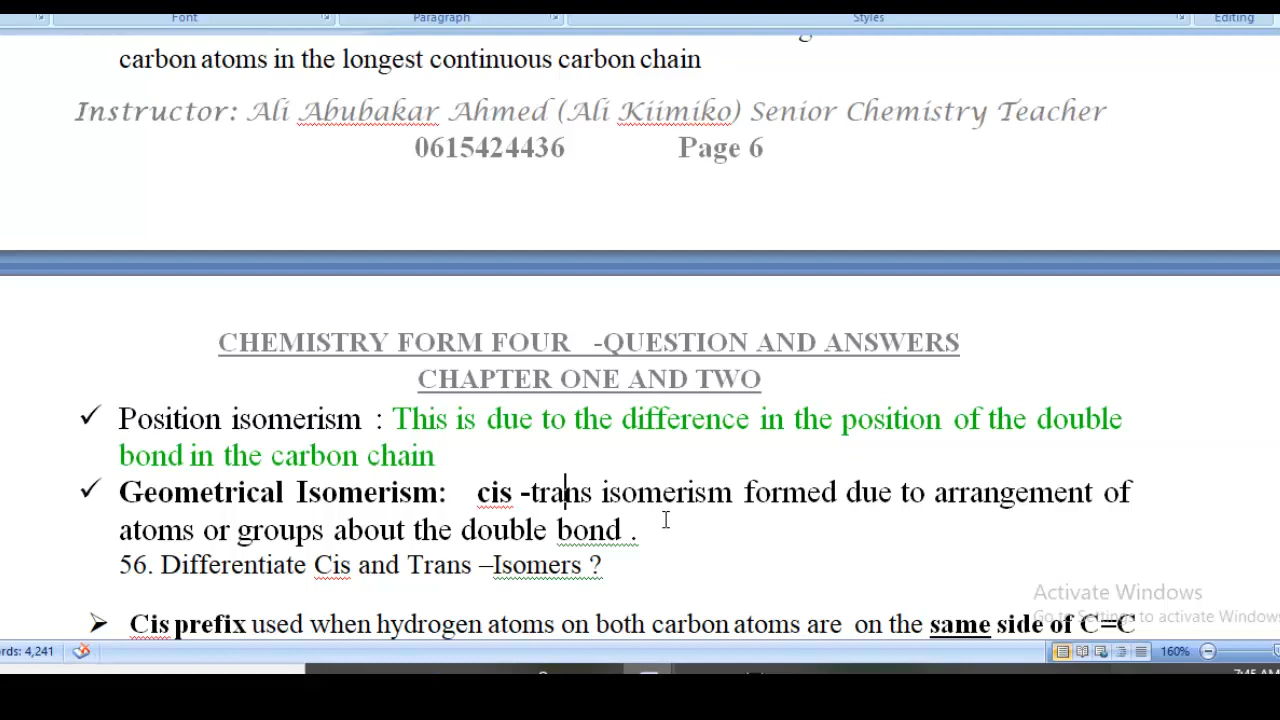 Font Paragraph Styles Editing
carbon atoms in the longest continuous carbon chain
Instructor: Ali Abubakar Ahmed (Ali Kiimiko) Senior Chemistry Teacher
0615424436 Page 6
CHEMISTRY FORM FOUR -QUESTION AND ANSWERS
CHAPTER ONE AND TWO
✓ Position isomerism : This is due to the difference in the position of the double
bond in the carbon chain
✓ Geometrical Isomerism: cis -trans isomerism formed due to arrangement of
atoms or groups about the double bond .
56. Differentiate Cis and Trans –Isomers ?
Activate Windows
Go to Settings to activate Windows
➢ Cis prefix used when hydrogen atoms on both carbon atoms are on the same side of C=C
rds: 4,241 160%